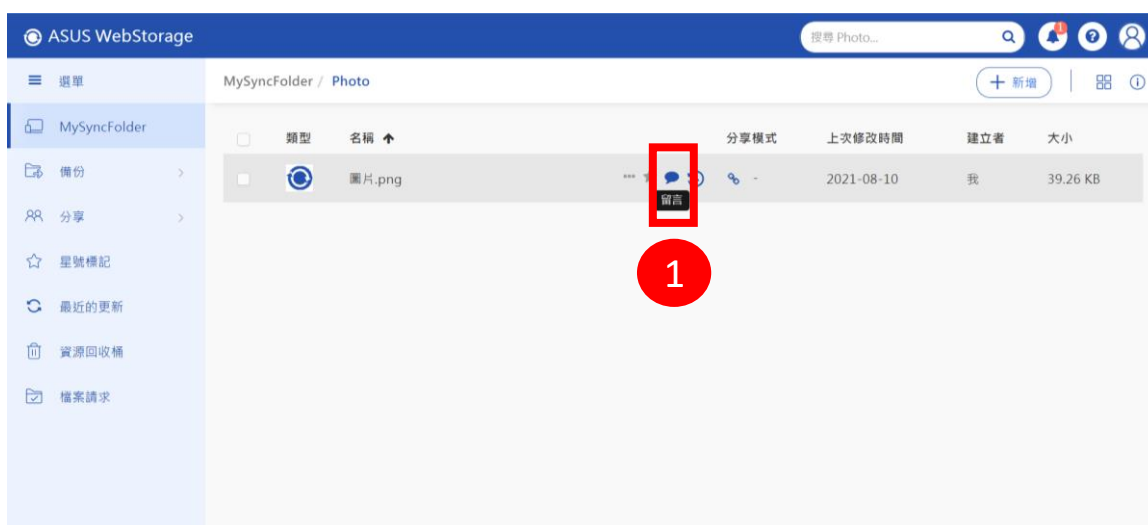 ASUS WebStorage
搜尋 Photo...
1
選單
MySyncFolder / Photo
新增
MySyncFolder
類型 名稱 分享模式 上次修改時間 建立者 大小
備份
圖片.png - 2021-08-10 我 39.26 KB
留言
分享
1
星號標記
最近的更新
資源回收桶
檔案請求